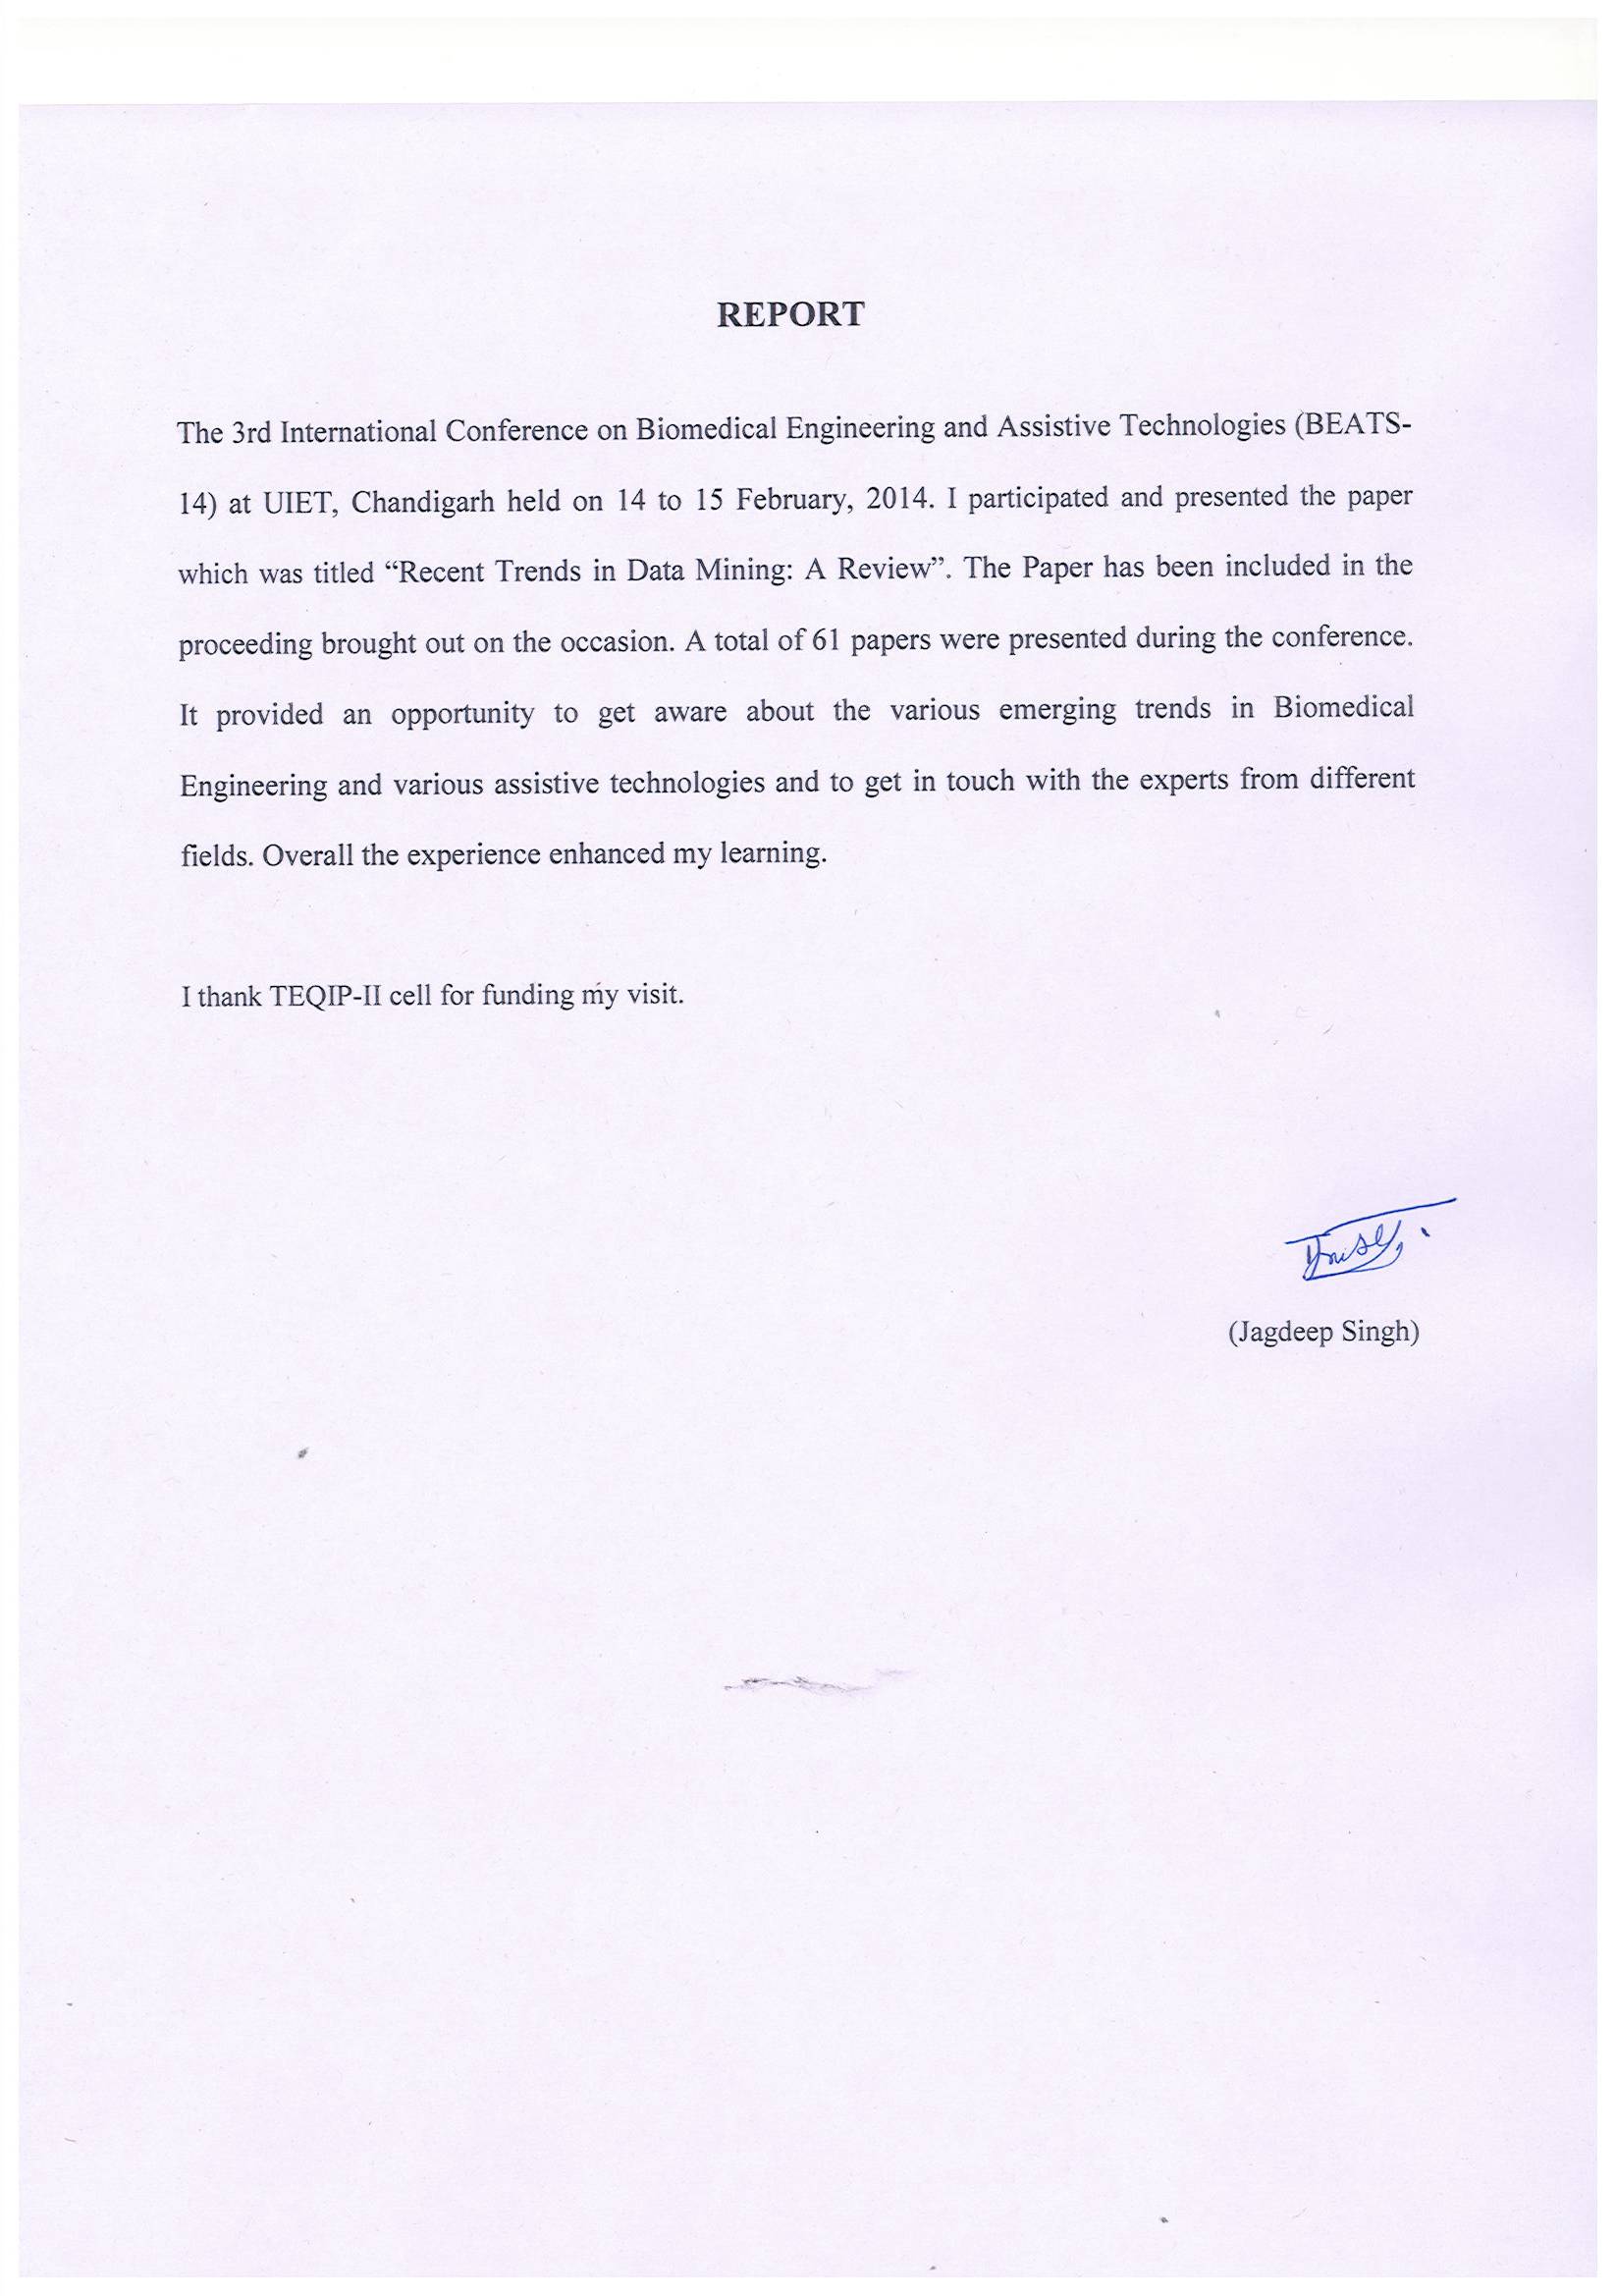 REPORT
The 3rd International Conference on Biomedical Engineering and Assistive Technologies (BEATS-
14) at UIET, Chandigarh held on 14 to 15 February, 2014. I participated and presented the paper
which was titled “Recent Trends in Data Mining: A Review”. The Paper has been included in the
proceeding brought out on the occasion. A total of 61 papers were presented during the conference.
It provided an opportunity to get aware about the various emerging trends in Biomedical
Engineering and various assistive technologies and to get in touch with the experts from different
fields. Overall the experience enhanced my learning.
I thank TEQIP-II cell for funding my visit.
(Jagdeep Singh)